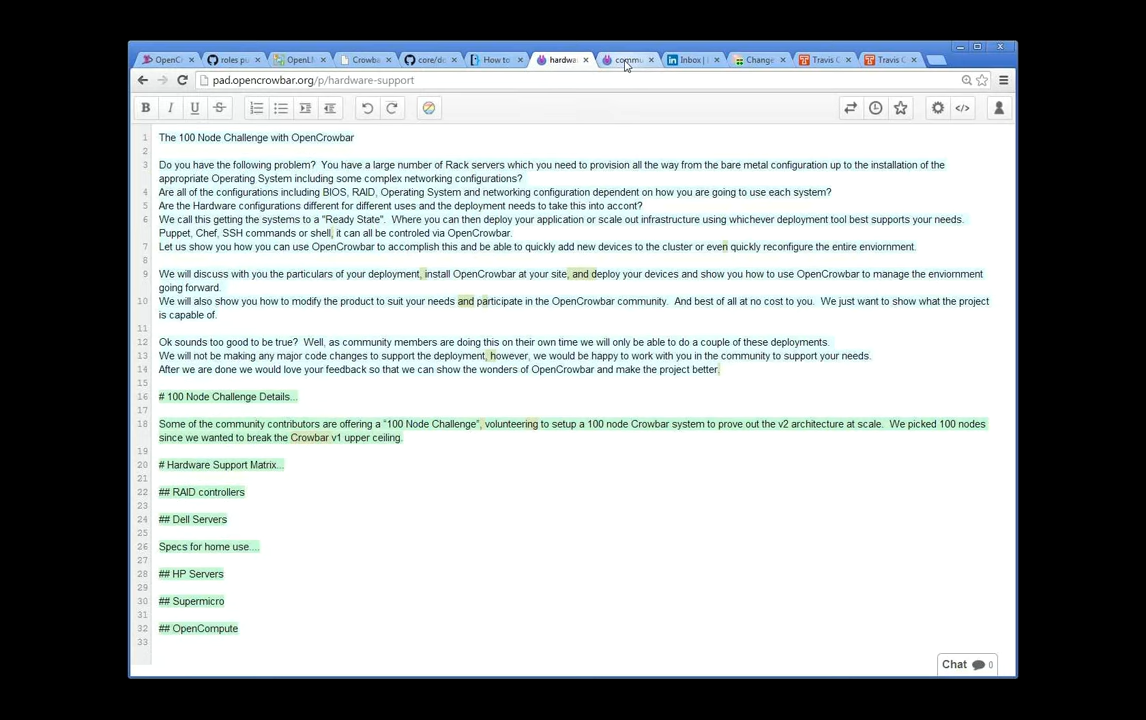 OpenC
roles pu
OpenL
Crowba
core/do
How to
hardwa
commu
Inbox |
Change
Travis C
Travis C
pad.opencrowbar.org/p/hardware-support
B I U S
1 The 100 Node Challenge with OpenCrowbar
2
3 Do you have the following problem? You have a large number of Rack servers which you need to provision all the way from the bare metal configuration up to the installation of the
appropriate Operating System including some complex networking configurations?
4 Are all of the configurations including BIOS, RAID, Operating System and networking configuration dependent on how you are going to use each system?
5 Are the Hardware configurations different for different uses and the deployment needs to take this into accont?
6 We call this getting the systems to a "Ready State". Where you can then deploy your application or scale out infrastructure using whichever deployment tool best supports your needs.
Puppet, Chef, SSH commands or shell, it can all be controled via OpenCrowbar.
7 Let us show you how you can use OpenCrowbar to accomplish this and be able to quickly add new devices to the cluster or even quickly reconfigure the entire enviornment.
8
9 We will discuss with you the particulars of your deployment, install OpenCrowbar at your site, and deploy your devices and show you how to use OpenCrowbar to manage the enviornment
going forward.
10 We will also show you how to modify the product to suit your needs and participate in the OpenCrowbar community. And best of all at no cost to you. We just want to show what the project
is capable of.
11
12 Ok sounds too good to be true? Well, as community members are doing this on their own time we will only be able to do a couple of these deployments.
13 We will not be making any major code changes to support the deployment, however, we would be happy to work with you in the community to support your needs.
14 After we are done we would love your feedback so that we can show the wonders of OpenCrowbar and make the project better.
15
16 # 100 Node Challenge Details...
17
18 Some of the community contributors are offering a "100 Node Challenge", volunteering to setup a 100 node Crowbar system to prove out the v2 architecture at scale. We picked 100 nodes
since we wanted to break the Crowbar v1 upper ceiling.
19
20 # Hardware Support Matrix...
21
22 ## RAID controllers
23
24 ## Dell Servers
25
26 Specs for home use....
27
28 ## HP Servers
29
30 ## Supermicro
31
32 ## OpenCompute
33
Chat 0